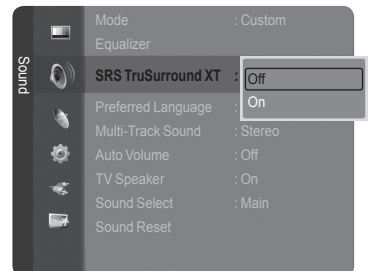 Sound
Mode : Custom
Equalizer
SRS TruSurround XT :
Off
On
Preferred Language :
Multi-Track Sound : Stereo
Auto Volume : Off
TV Speaker : On
Sound Select : Main
Sound Reset